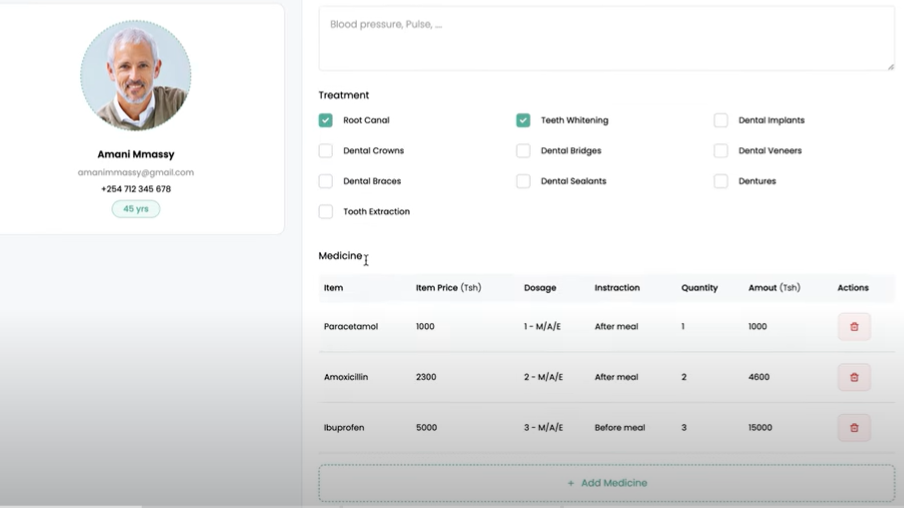 Amani Mmassy
amanimmassy@gmail.com
+254 712 345 678
45 yrs
Blood pressure, Pulse, ...
Treatment
Root Canal Teeth Whitening Dental Implants
Dental Crowns Dental Bridges Dental Veneers
Dental Braces Dental Sealants Dentures
Tooth Extraction
Medicine
Item Item Price (Tsh) Dosage Instraction Quantity Amout (Tsh) Actions
Paracetamol 1000 1 - M/A/E After meal 1 1000
Amoxicillin 2300 2 - M/A/E After meal 2 4600
Ibuprofen 5000 3 - M/A/E Before meal 3 15000
+ Add Medicine